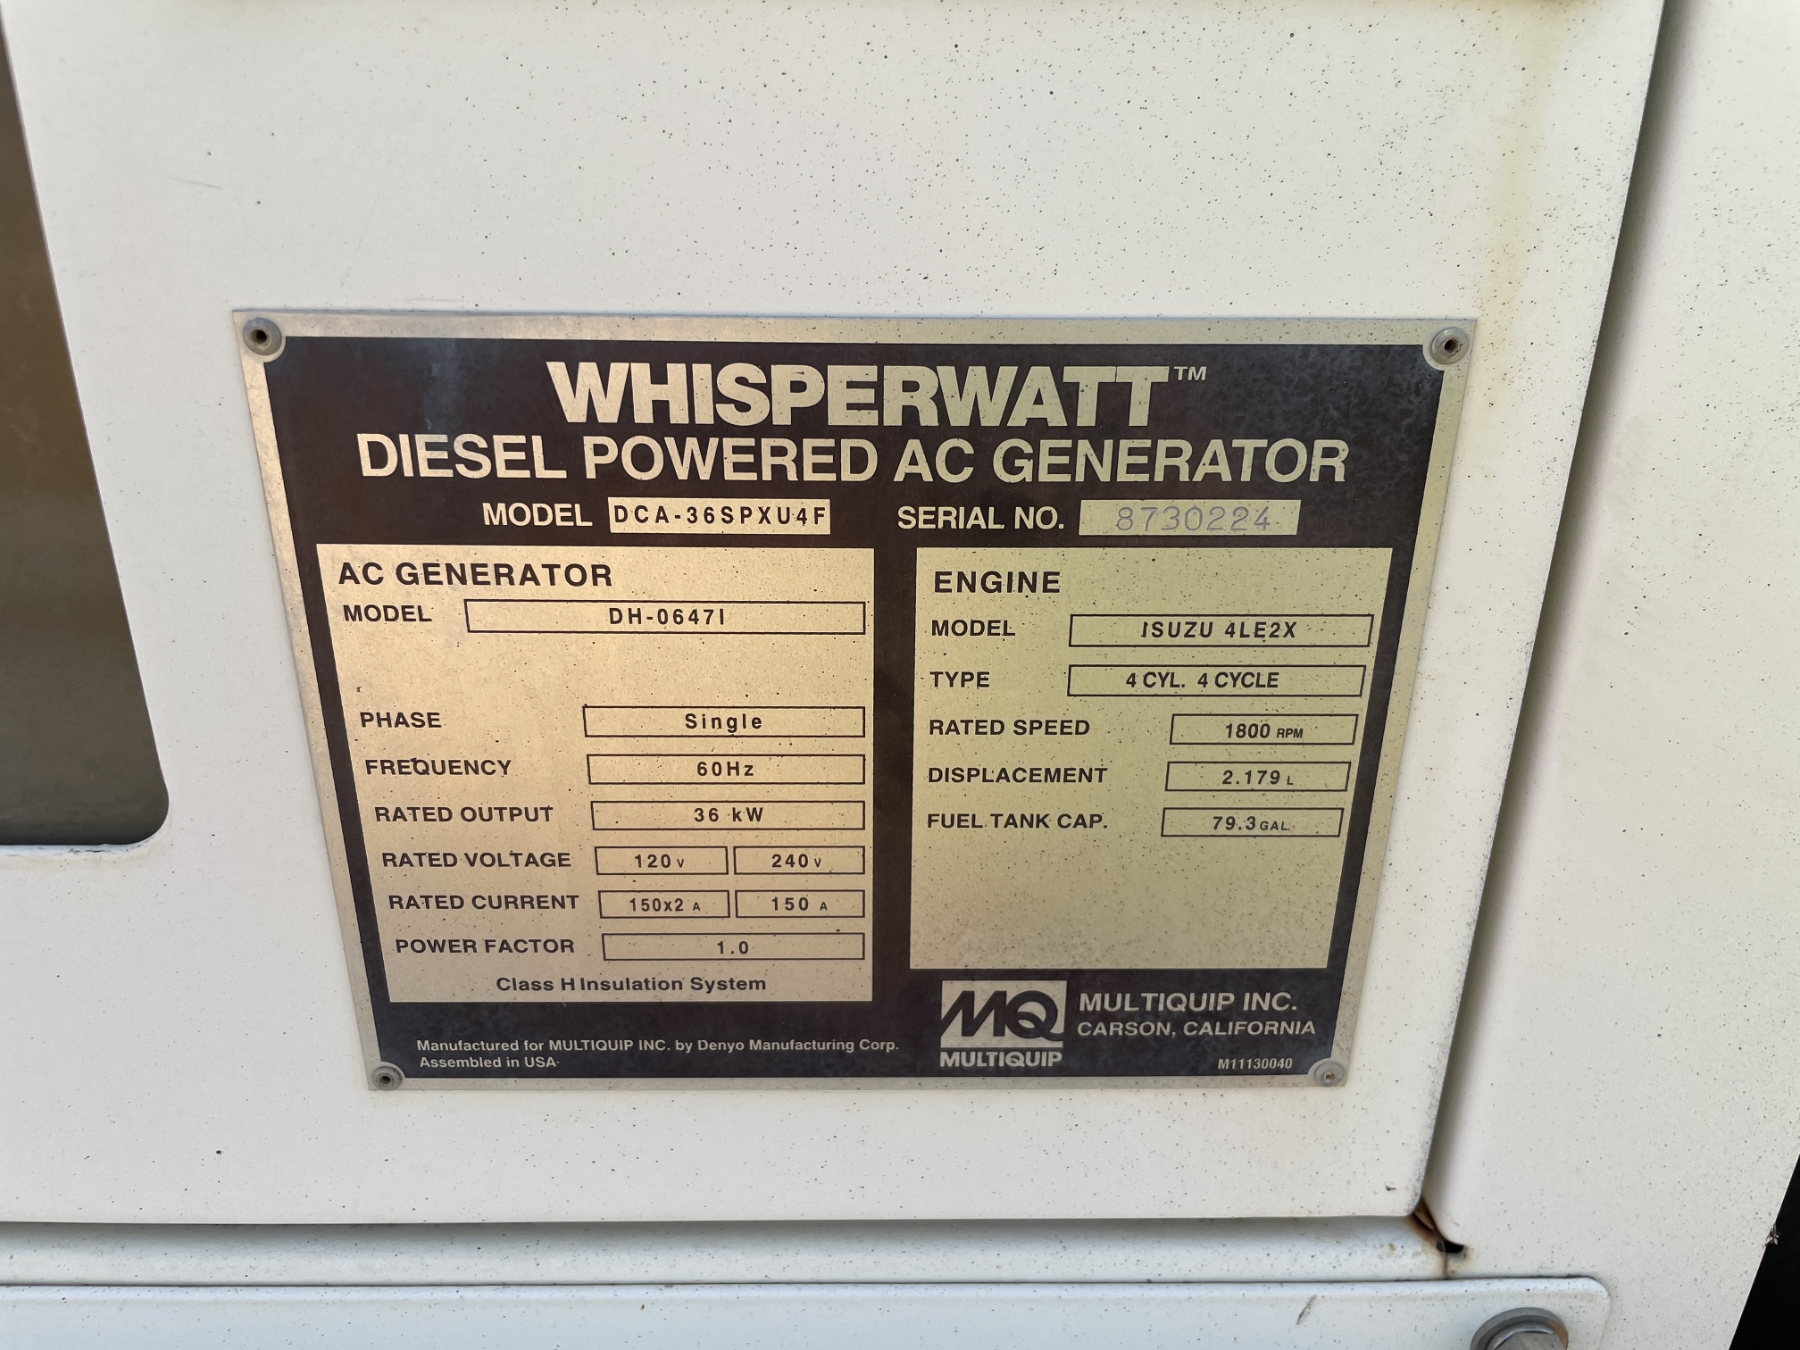 WHISPERWATT™
DIESEL POWERED AC GENERATOR
MODEL DCA-36SPXU4F
SERIAL NO. 8730224
AC GENERATOR
MODEL DH-0647I
PHASE Single
FREQUENCY 60Hz
RATED OUTPUT 36 kW
RATED VOLTAGE 120 V 240 V
RATED CURRENT 150x2 A 150 A
POWER FACTOR 1.0
Class H Insulation System
ENGINE
MODEL ISUZU 4LE2X
TYPE 4 CYL. 4 CYCLE
RATED SPEED 1800 RPM
DISPLACEMENT 2.179 L
FUEL TANK CAP. 79.3 GAL.
Manufactured for MULTIQUIP INC. by Denyo Manufacturing Corp.
Assembled in USA
MQ
MULTIQUIP
MULTIQUIP INC.
CARSON, CALIFORNIA
M11130040